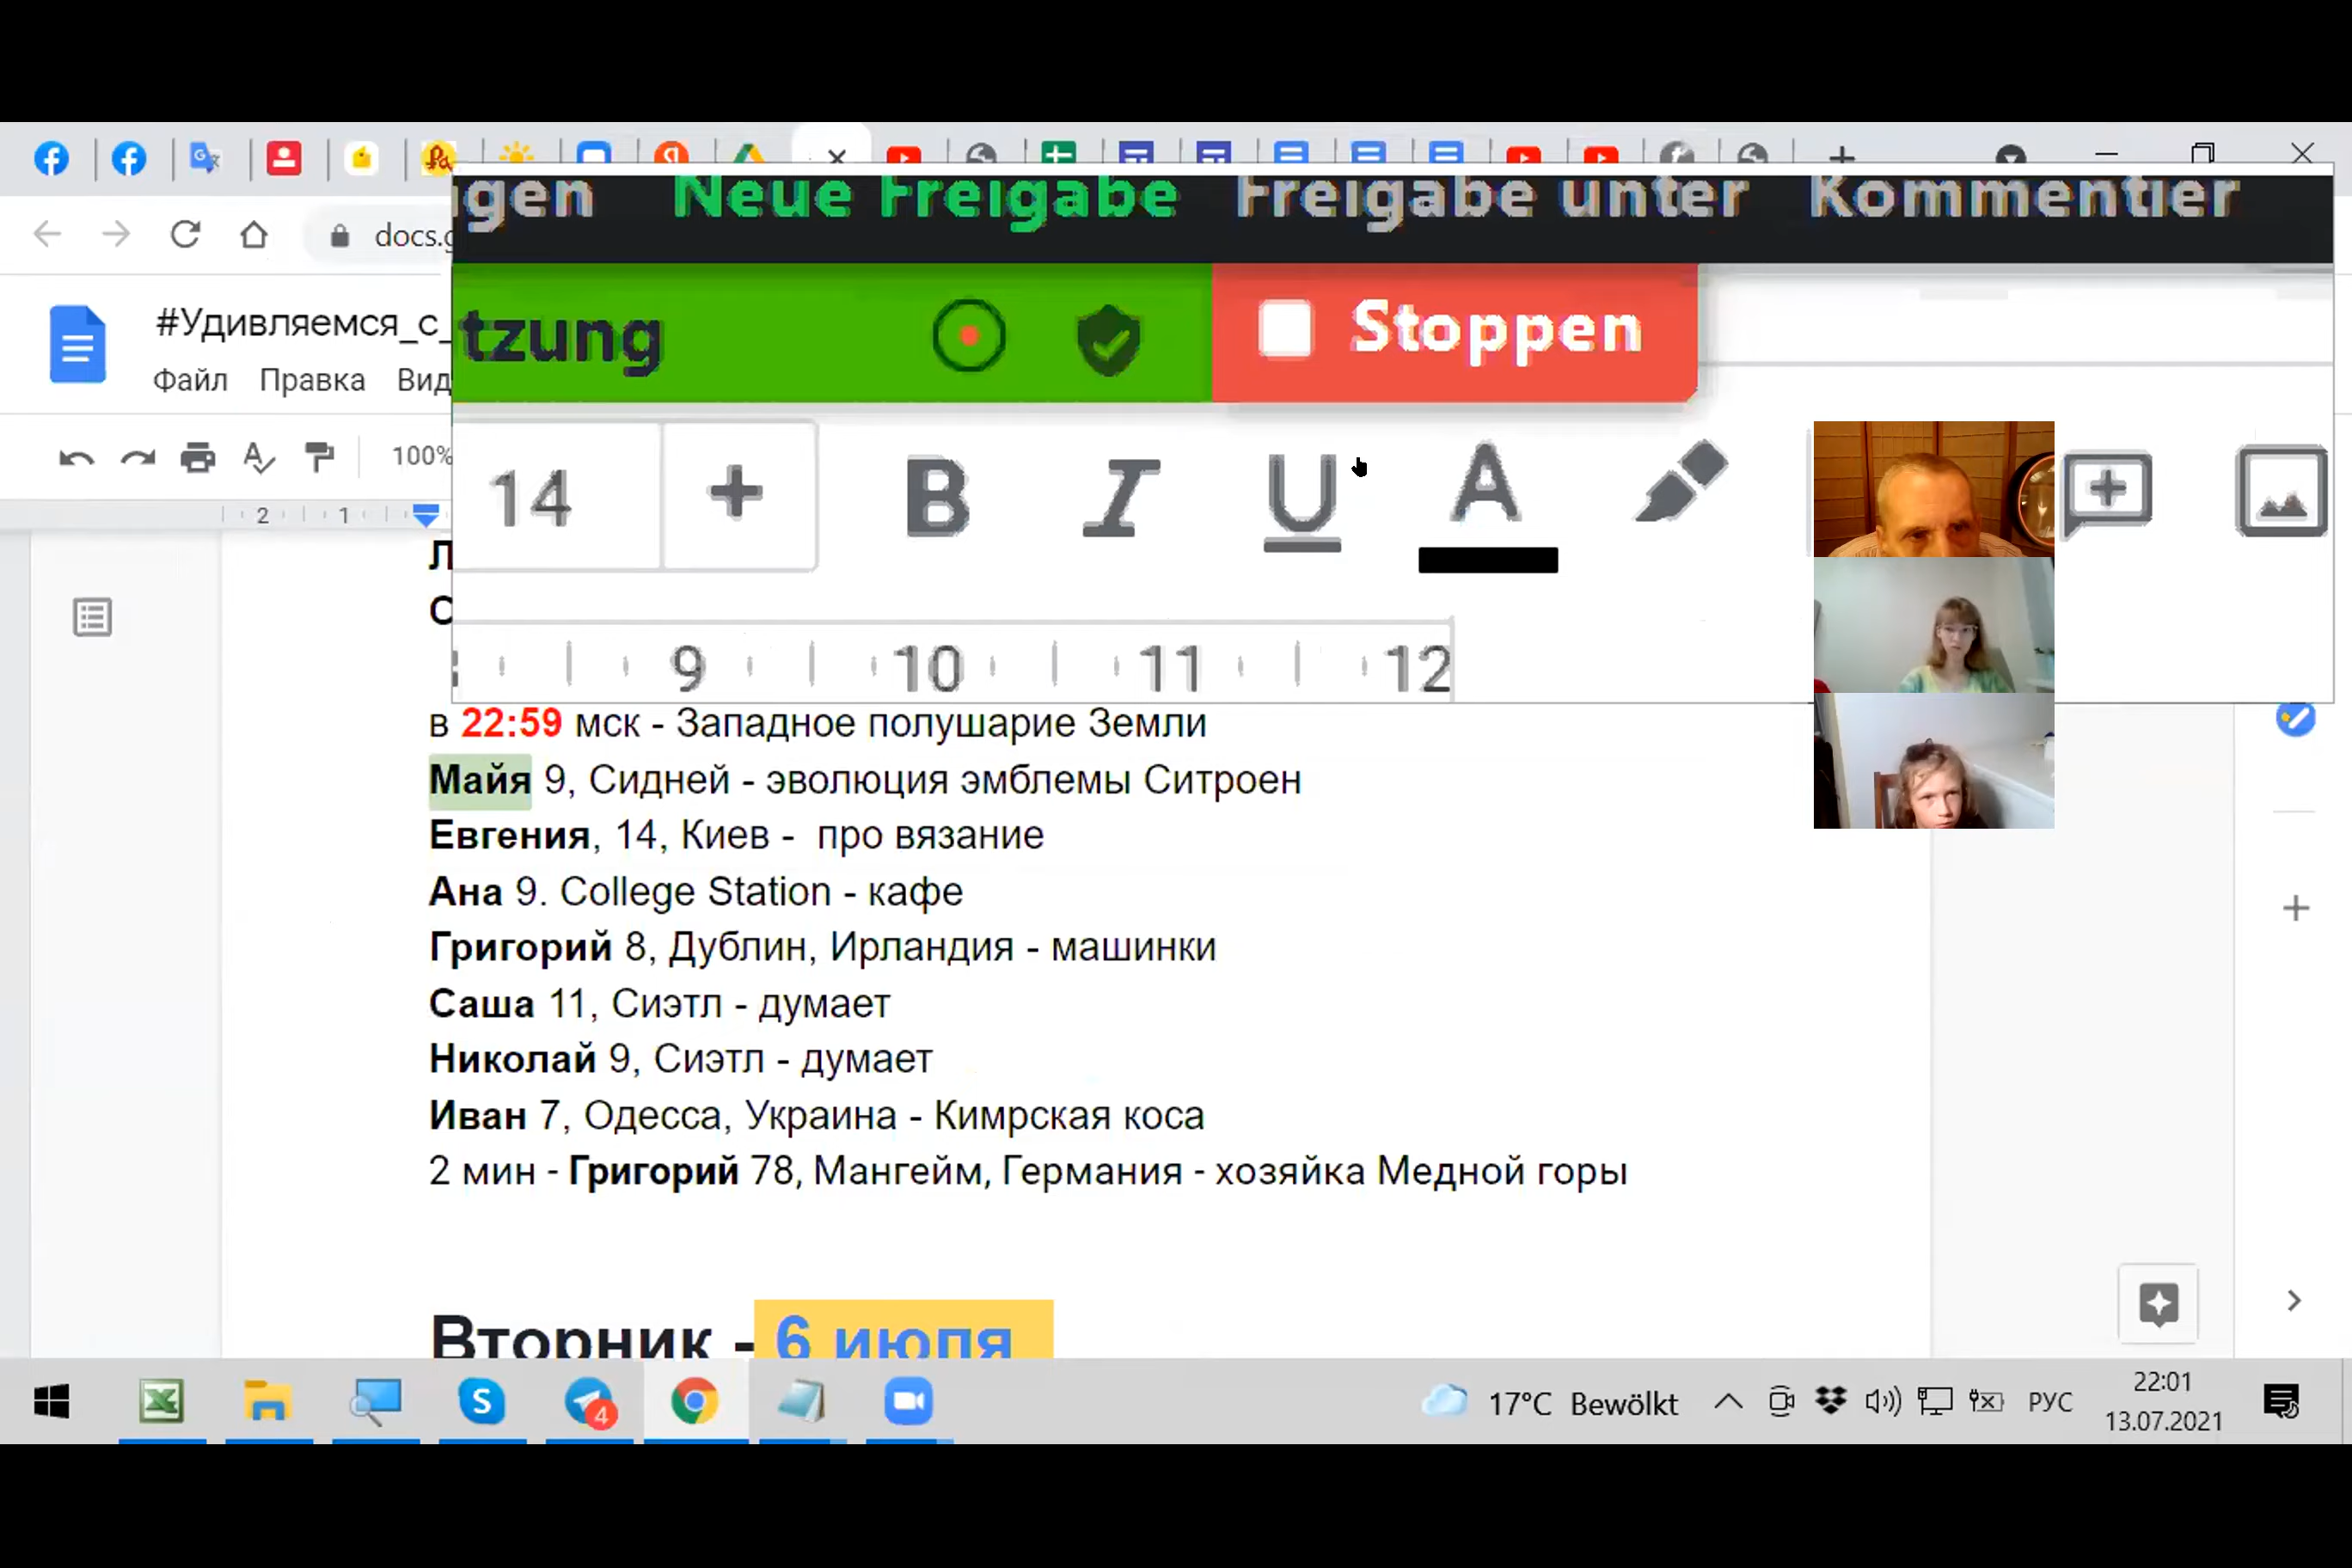 igen Neue Freigabe Freigabe unter Kommentier
docs.g
tzung Stoppen
#Удивляемся_с_
Файл Правка Вид
100% 14 + B I U A
2 1 9 10 11 12
в 22:59 мск - Западное полушарие Земли
Майя 9, Сидней - эволюция эмблемы Ситроен
Евгения, 14, Киев - про вязание
Ана 9. College Station - кафе
Григорий 8, Дублин, Ирландия - машинки
Саша 11, Сиэтл - думает
Николай 9, Сиэтл - думает
Иван 7, Одесса, Украина - Кимрская коса
2 мин - Григорий 78, Мангейм, Германия - хозяйка Медной горы
Вторник - 6 июля
17°C Bewölkt РУС 22:01
13.07.2021